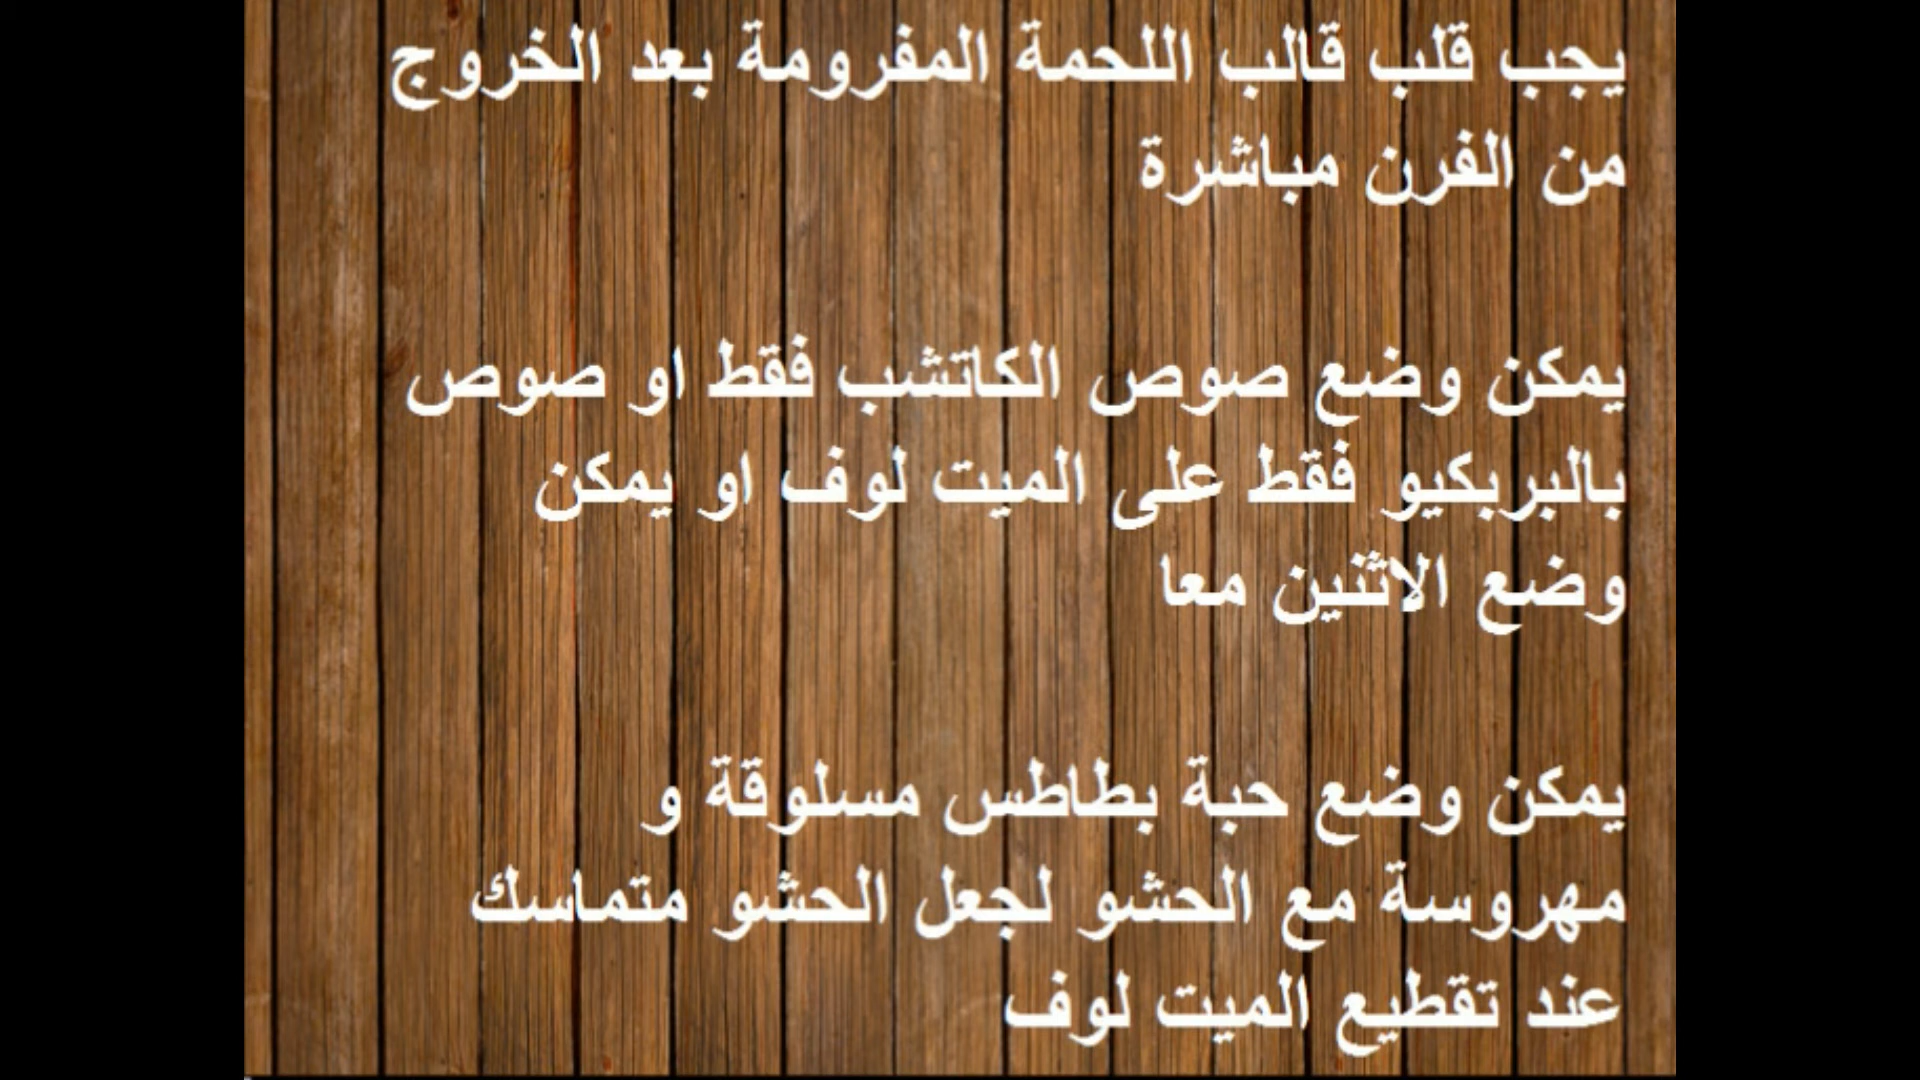 يجب قلب قالب اللحمة المفرومة بعد الخروج
من الفرن مباشرة
يمكن وضع صوص الكاتشب فقط او صوص
بالبربكيو فقط على الميت لوف او يمكن
وضع الاثنين معا
يمكن وضع حبة بطاطس مسلوقة و
مهروسة مع الحشو لجعل الحشو متماسك
عند تقطيع الميت لوف